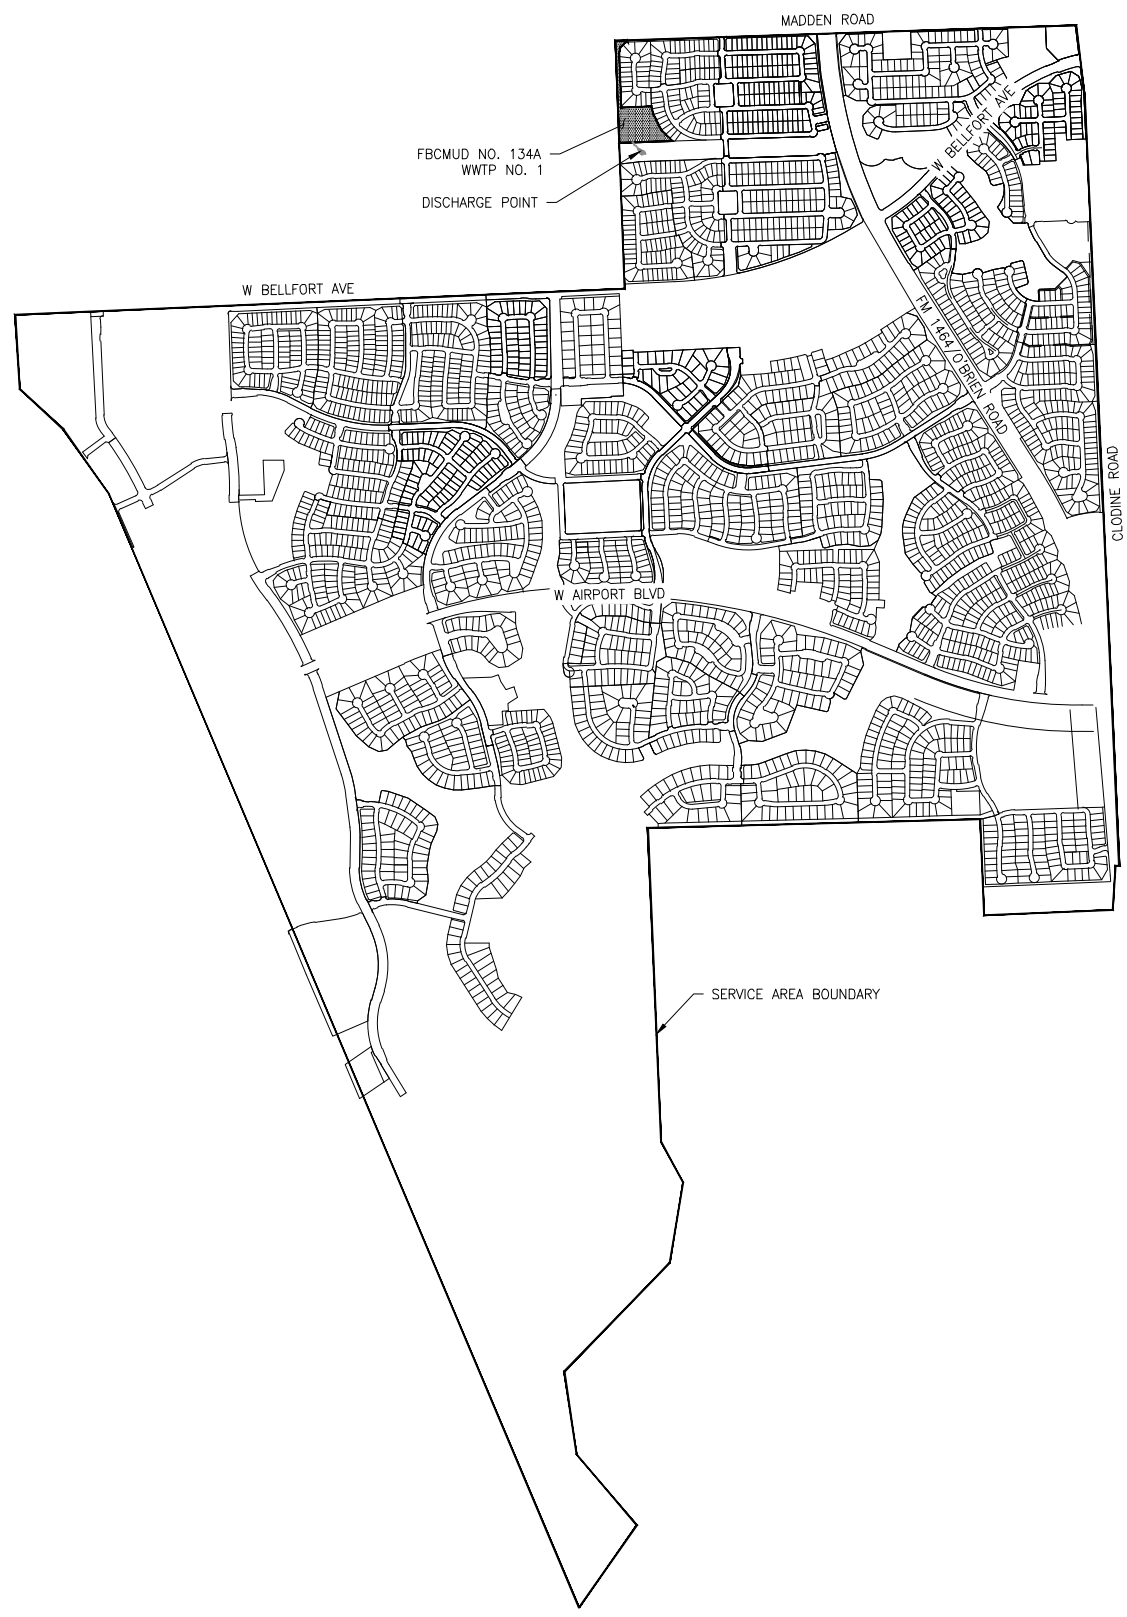 MADDEN ROAD
W BELLFORT AVE
FBCMUD NO. 134A
WWTP NO. 1
DISCHARGE POINT
W BELLFORT AVE
FM 1464/O'BRIEN ROAD
CLODINE ROAD
W AIRPORT BLVD
SERVICE AREA BOUNDARY